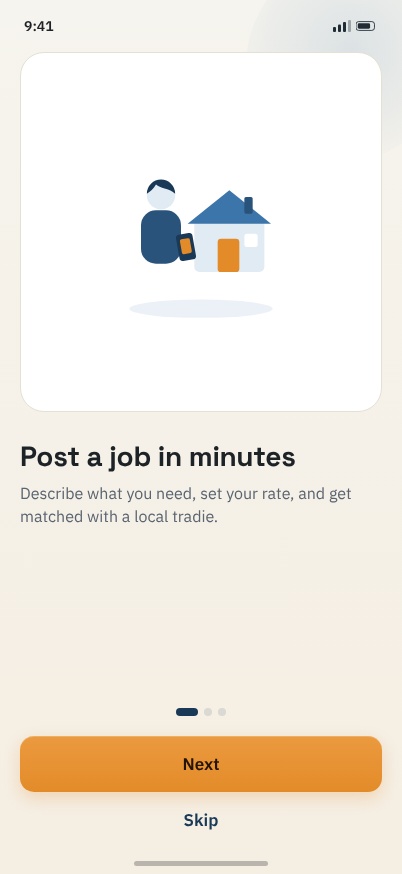 9:41
Post a job in minutes
Describe what you need, set your rate, and get
matched with a local tradie.
Next
Skip